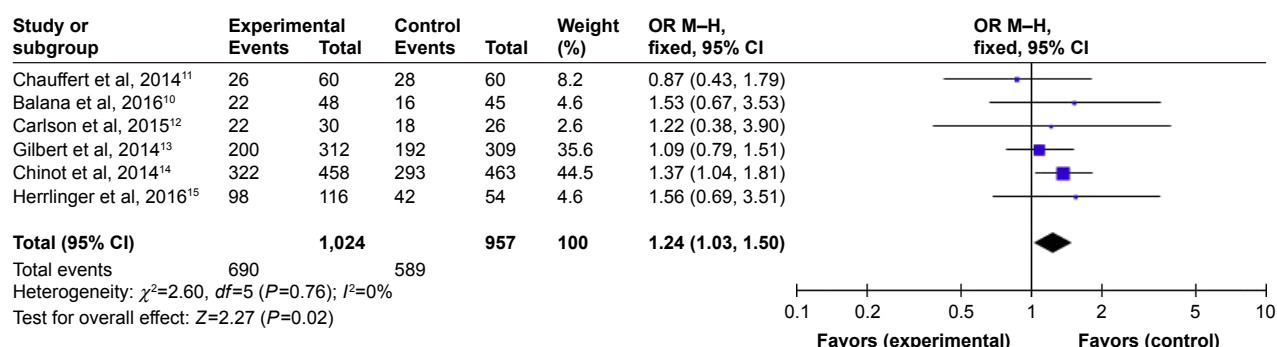 Study or subgroup Experimental Events Total Control Events Total Weight (%) OR M–H, fixed, 95% CI OR M–H, fixed, 95% CI
Chauffert et al, 2014¹¹ 26 60 28 60 8.2 0.87 (0.43, 1.79)
Balana et al, 2016¹⁰ 22 48 16 45 4.6 1.53 (0.67, 3.53)
Carlson et al, 2015¹² 22 30 18 26 2.6 1.22 (0.38, 3.90)
Gilbert et al, 2014¹³ 200 312 192 309 35.6 1.09 (0.79, 1.51)
Chinot et al, 2014¹⁴ 322 458 293 463 44.5 1.37 (1.04, 1.81)
Herrlinger et al, 2016¹⁵ 98 116 42 54 4.6 1.56 (0.69, 3.51)
Total (95% CI) 1,024 957 100 1.24 (1.03, 1.50)
Total events 690 589
Heterogeneity: χ²=2.60, df=5 (P=0.76); I²=0%
Test for overall effect: Z=2.27 (P=0.02)
0.1 0.2 0.5 1 2 5 10
Favors (experimental) Favors (control)